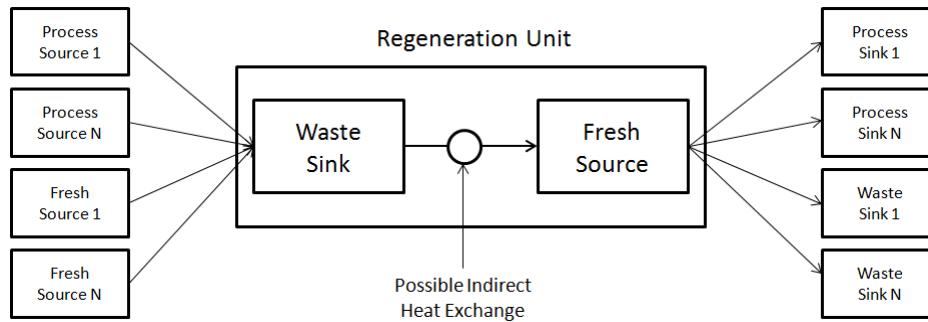 Process
Source 1
Process
Source N
Fresh
Source 1
Fresh
Source N
Regeneration Unit
Waste
Sink
Fresh
Source
Possible Indirect
Heat Exchange
Process
Sink 1
Process
Sink N
Waste
Sink 1
Waste
Sink N